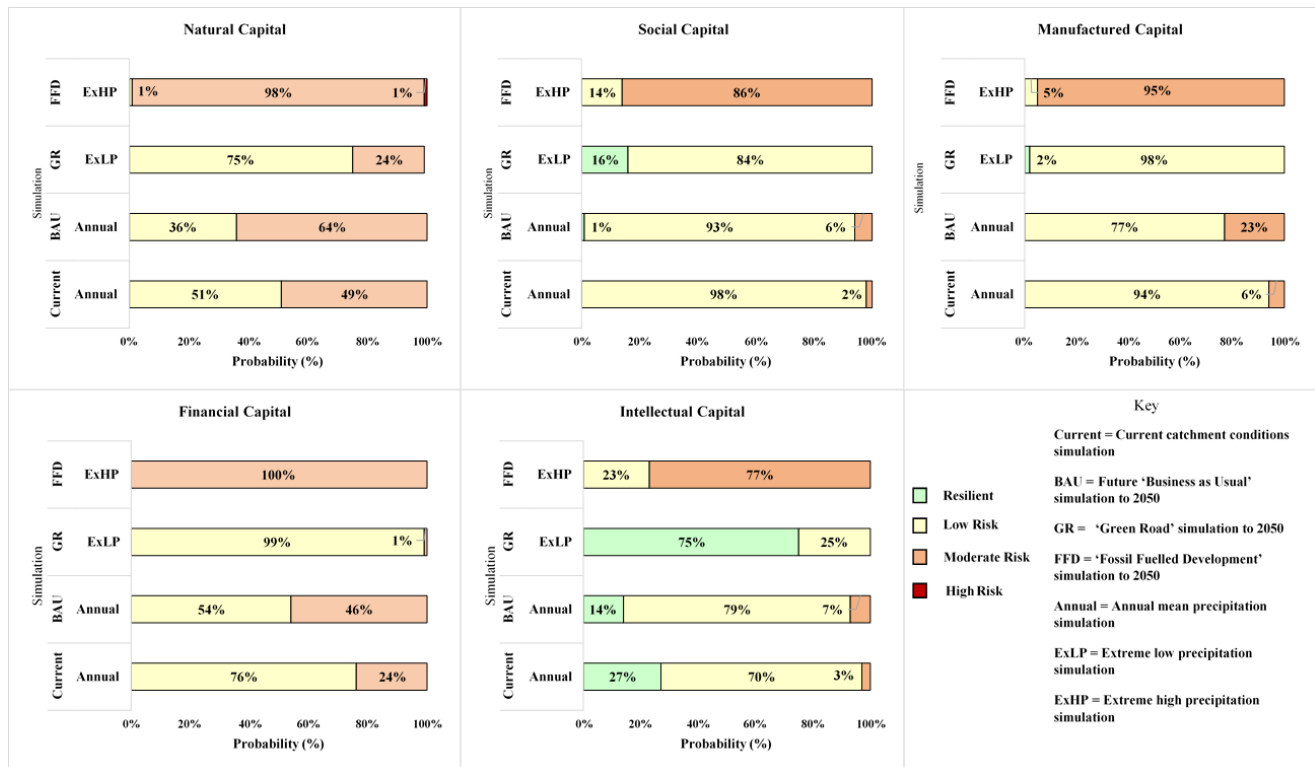 Natural Capital
Simulation
FFD ExHP 1% 98% 1%
GR ExLP 75% 24%
BAU Annual 36% 64%
Current Annual 51% 49%
0% 20% 40% 60% 80% 100%
Probability (%)
Social Capital
Simulation
FFD ExHP 14% 86%
GR ExLP 16% 84%
BAU Annual 1% 93% 6%
Current Annual 98% 2%
0% 20% 40% 60% 80% 100%
Probability (%)
Manufactured Capital
Simulation
FFD ExHP 5% 95%
GR ExLP 2% 98%
BAU Annual 77% 23%
Current Annual 94% 6%
0% 20% 40% 60% 80% 100%
Probability (%)
Financial Capital
Simulation
FFD ExHP 100%
GR ExLP 99% 1%
BAU Annual 54% 46%
Current Annual 76% 24%
0% 20% 40% 60% 80% 100%
Probability (%)
Intellectual Capital
Simulation
FFD ExHP 23% 77%
GR ExLP 75% 25%
BAU Annual 14% 79% 7%
Current Annual 27% 70% 3%
0% 20% 40% 60% 80% 100%
Probability (%)
Resilient
Low Risk
Moderate Risk
High Risk
Key
Current = Current catchment conditions
simulation
BAU = Future ‘Business as Usual’
simulation to 2050
GR = ‘Green Road’ simulation to 2050
FFD = ‘Fossil Fuelled Development’
simulation to 2050
Annual = Annual mean precipitation
simulation
ExLP = Extreme low precipitation
simulation
ExHP = Extreme high precipitation
simulation